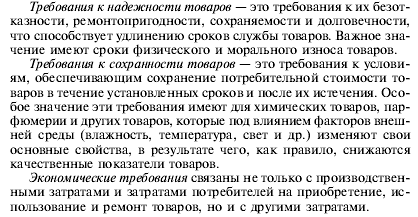 Требования к надежности товаров — это требования к их безот-
казности, ремонтопригодности, сохраняемости и долговечности,
что способствует удлинению сроков службы товаров. Важное зна-
чение имеют сроки физического и морального износа товаров.
Требования к сохранности товаров — это требования к услови-
ям, обеспечивающим сохранение потребительной стоимости то-
варов в течение установленных сроков и после их истечения. Осо-
бое значение эти требования имеют для химических товаров, пар-
фюмерии и других товаров, которые под влиянием факторов внеш-
ней среды (влажность, температура, свет и др.) изменяют свои
основные свойства, в результате чего, как правило, снижаются
качественные показатели товаров.
Экономические требования связаны не только с производствен-
ными затратами и затратами потребителей на приобретение, ис-
пользование и ремонт товаров, но и с другими затратами.